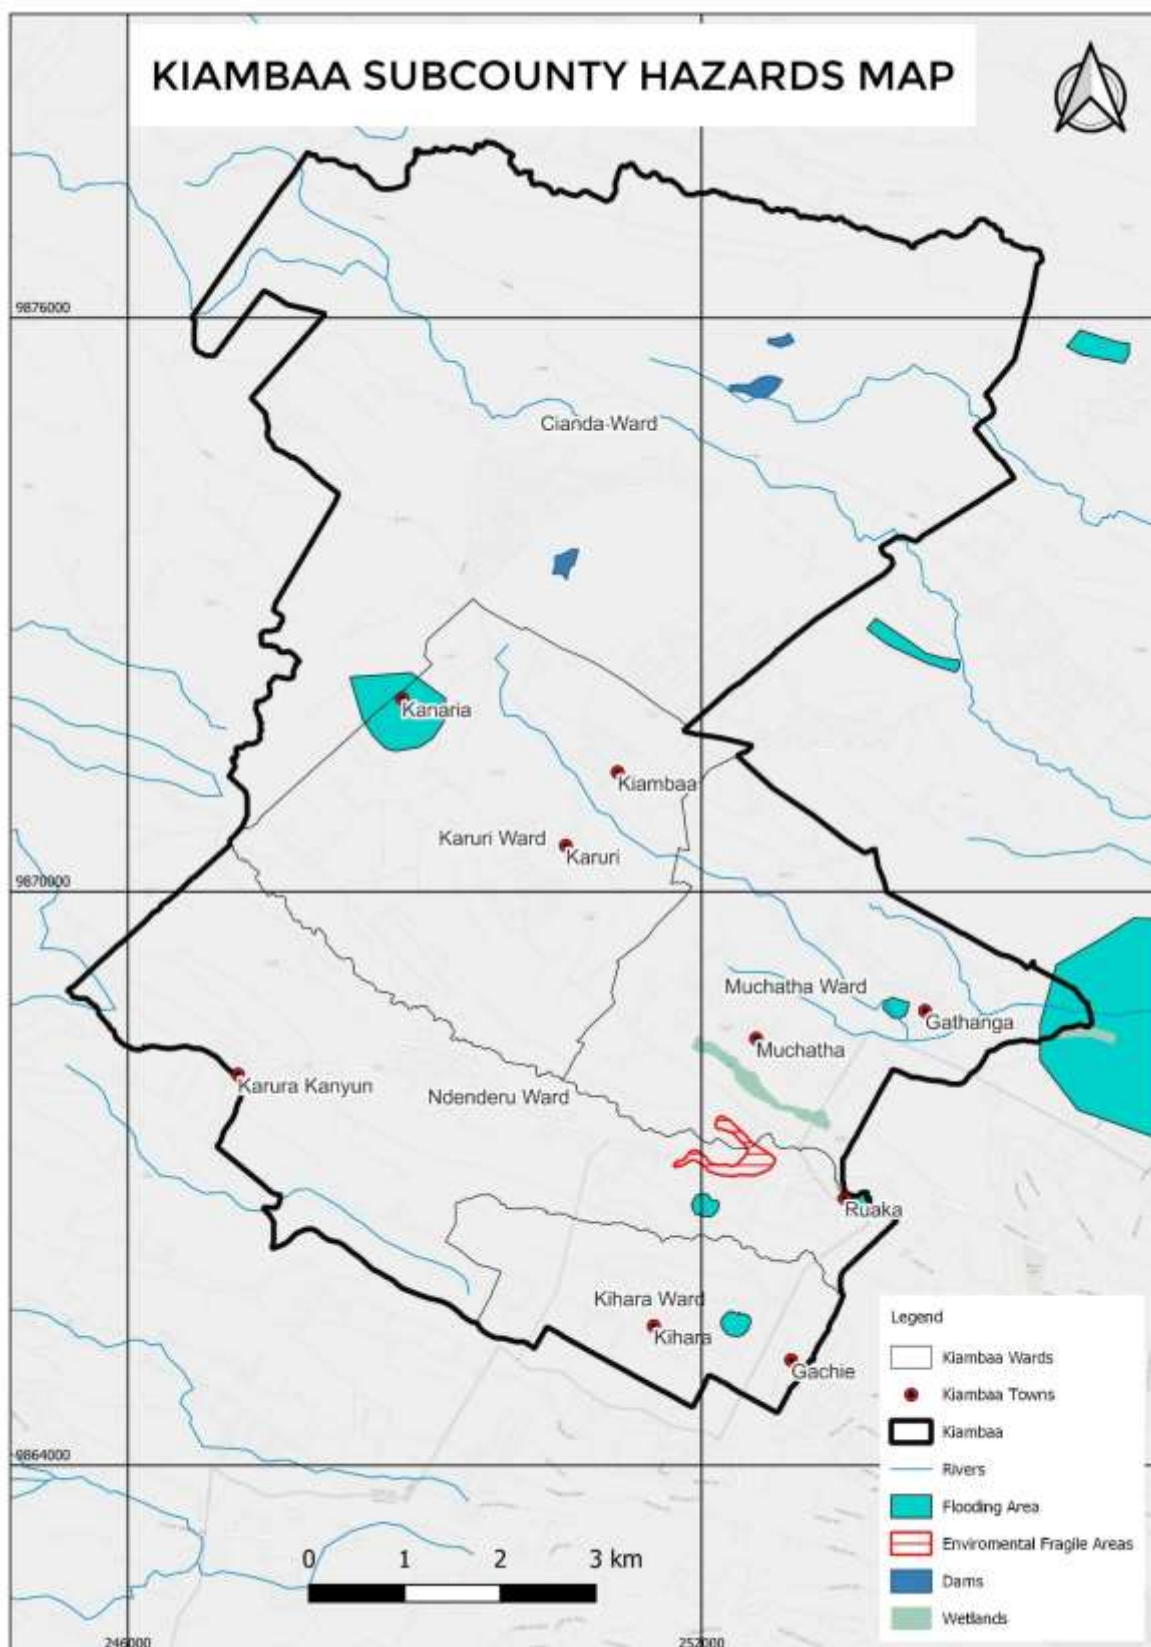 KIAMBAA SUBCOUNTY HAZARDS MAP
9876000
Cianda-Ward
Kanaria
Kiambaa
Karuri Ward
Karuri
9870000
Muchatha Ward
Gathanga
Muchatha
Karura Kanyun
Ndenderu Ward
Ruaka
Kihara Ward
Kihara
Gachie
Legend
Kiambaa Wards
Kiambaa Towns
Kiambaa
Rivers
Flooding Area
Enviromental Fragile Areas
Dams
Wetlands
9864000
0 1 2 3 km
246000 252000